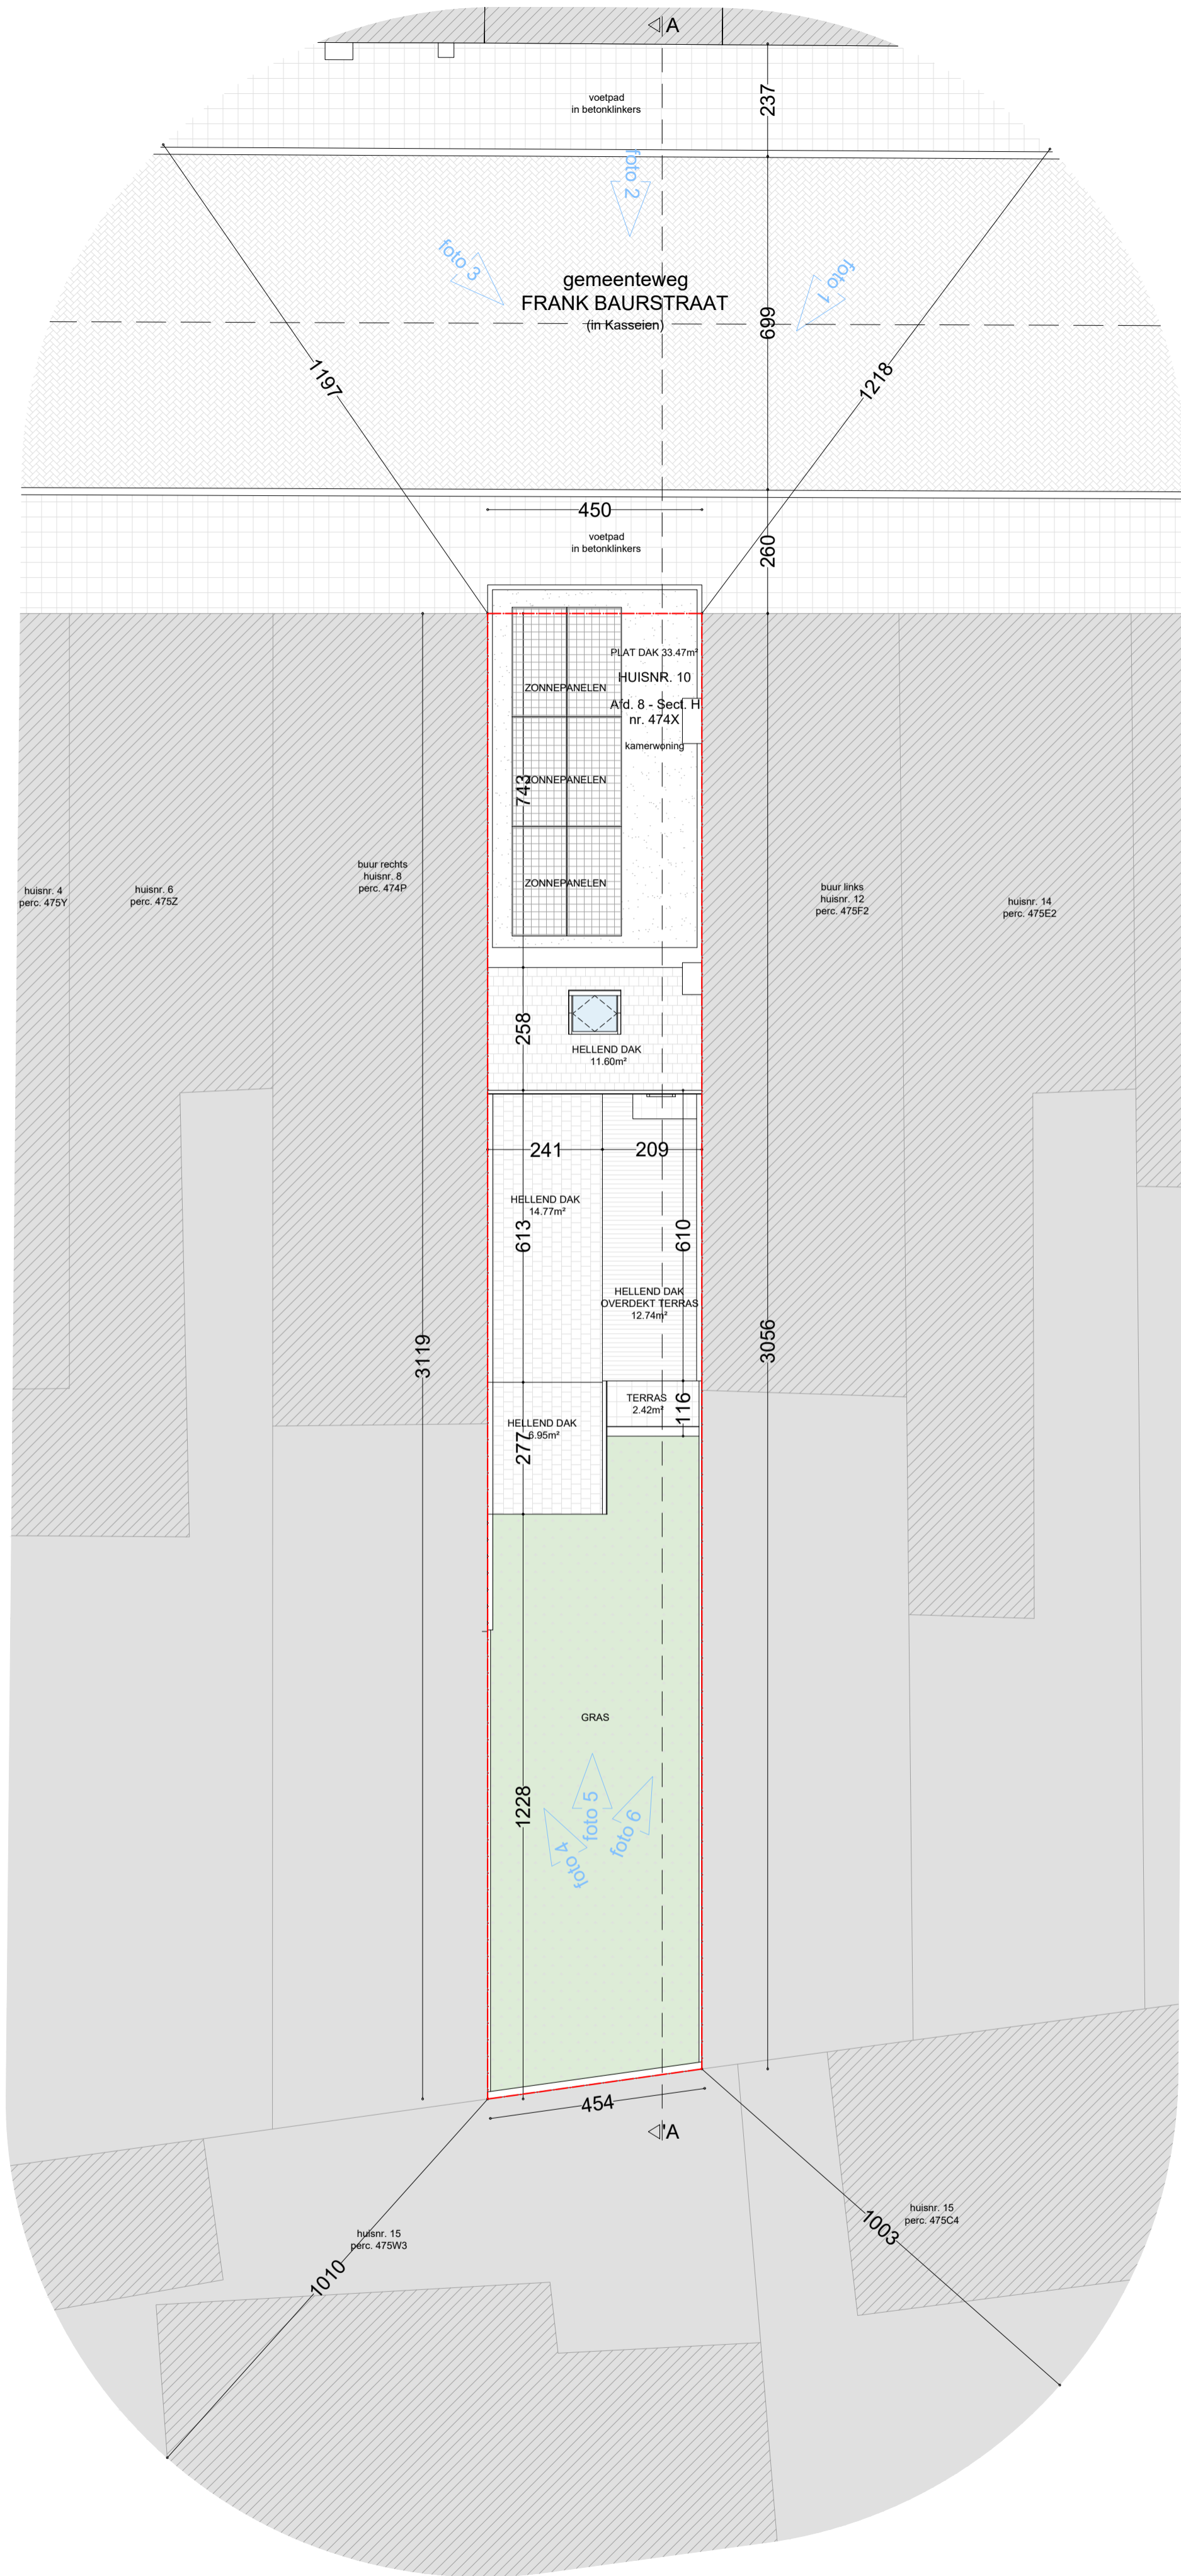 A
voetpad
in betonklinkers
237
foto 2
foto 3
foto 1
gemeenteweg
FRANK BAURSTRAAT
(in Kasseien)
699
1197
1218
450
voetpad
in betonklinkers
260
PLAT DAK 33.47m²
HUISNR. 10
Afd. 8 - Sect. H
nr. 474X
kamerwoning
ZONNEPANELEN
ZONNEPANELEN
743
ZONNEPANELEN
huisnr. 4
perc. 475Y
huisnr. 6
perc. 475Z
buur rechts
huisnr. 8
perc. 474P
buur links
huisnr. 12
perc. 475F2
huisnr. 14
perc. 475E2
258
HELLEND DAK
11.60m²
241
209
HELLEND DAK
14.77m²
613
610
HELLEND DAK
OVERDEKT TERRAS
12.74m²
3119
3056
TERRAS
2.42m²
116
HELLEND DAK
6.95m²
277
GRAS
1228
foto 5
foto 6
foto 4
454
'A
huisnr. 15
perc. 475W3
1010
huisnr. 15
perc. 475C4
1003